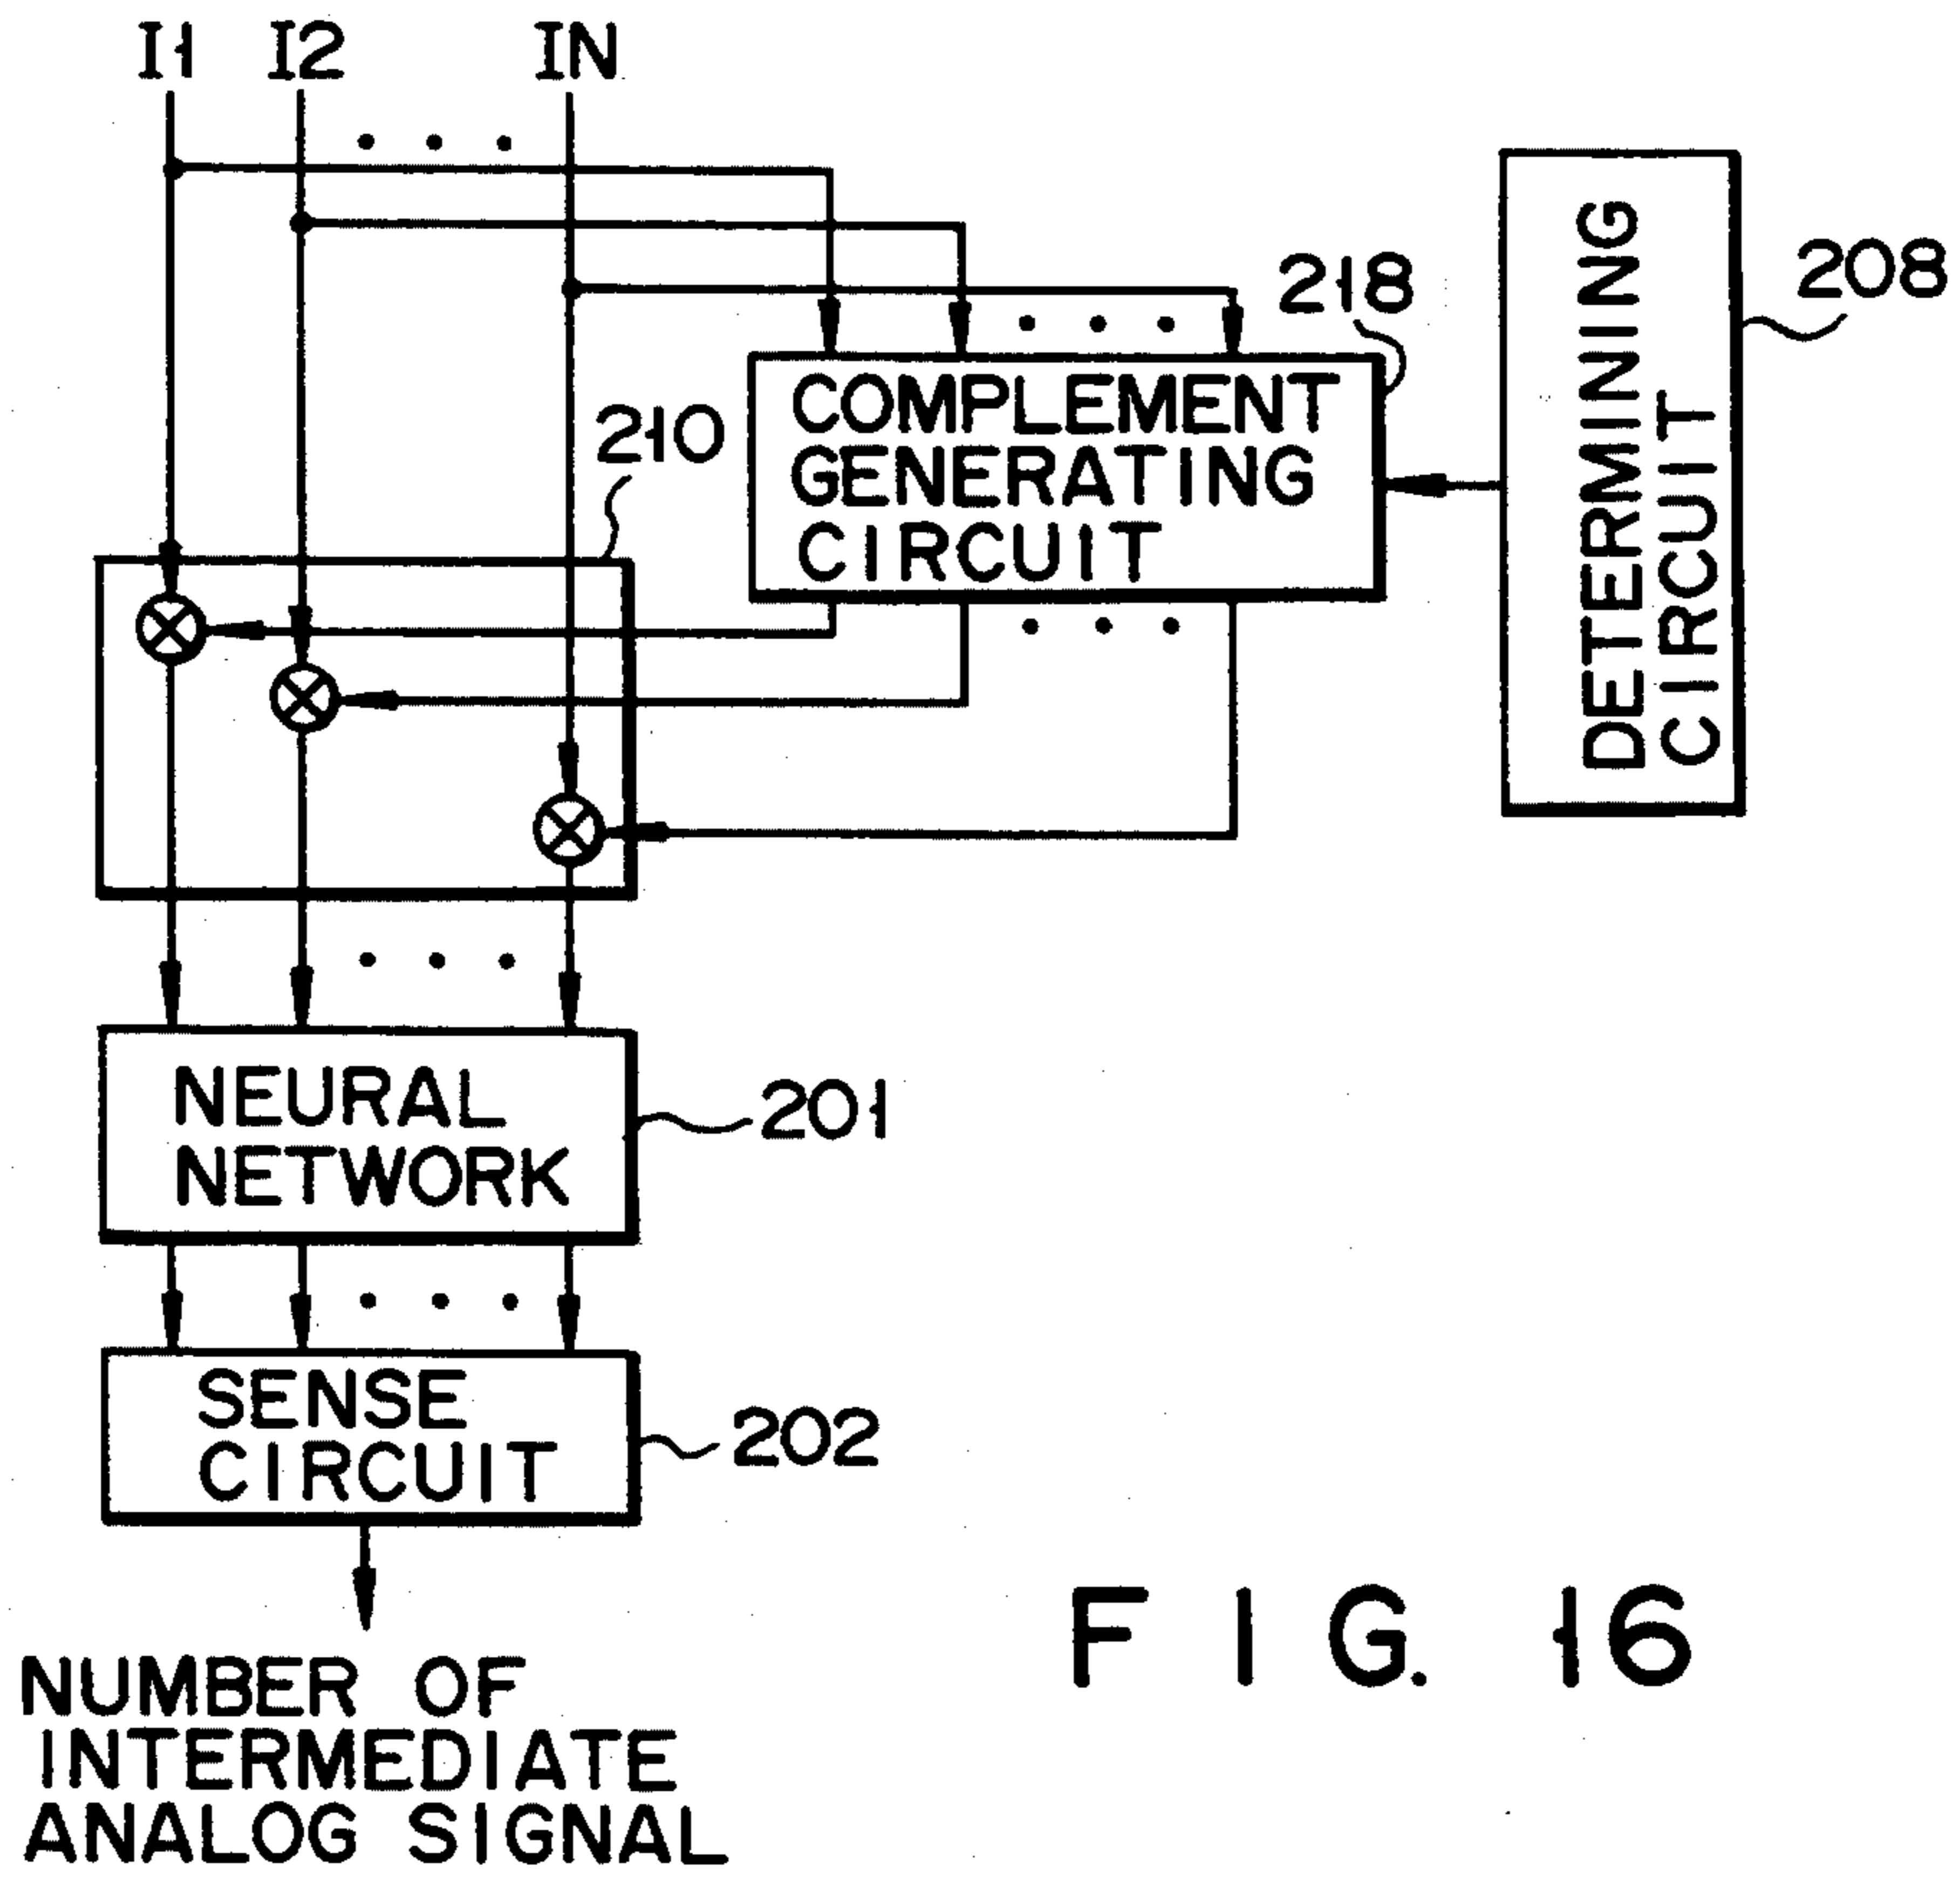 I1 I2 IN
218
208
210
COMPLEMENT
GENERATING
CIRCUIT
DETERMINING
CIRCUIT
NEURAL
NETWORK
201
SENSE
CIRCUIT
202
NUMBER OF
INTERMEDIATE
ANALOG SIGNAL
FIG. 16